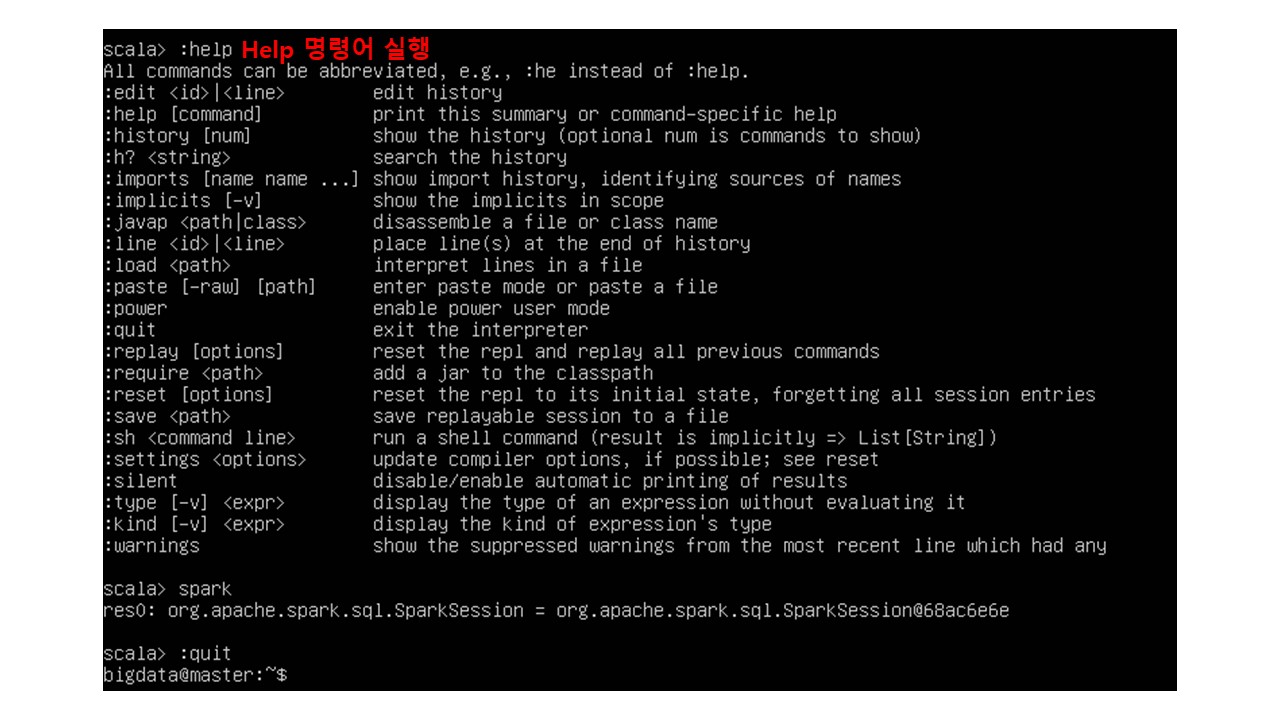 scala> :help Help 명령어 실행
All commands can be abbreviated, e.g., :he instead of :help.
:edit <id>|<line> edit history
:help [command] print this summary or command-specific help
:history [num] show the history (optional num is commands to show)
:h? <string> search the history
:imports [name name ...] show import history, identifying sources of names
:implicits [-v] show the implicits in scope
:javap <path|class> disassemble a file or class name
:line <id>|<line> place line(s) at the end of history
:load <path> interpret lines in a file
:paste [-raw] [path] enter paste mode or paste a file
:power enable power user mode
:quit exit the interpreter
:replay [options] reset the repl and replay all previous commands
:require <path> add a jar to the classpath
:reset [options] reset the repl to its initial state, forgetting all session entries
:save <path> save replayable session to a file
:sh <command line> run a shell command (result is implicitly => List[String])
:settings <options> update compiler options, if possible; see reset
:silent disable/enable automatic printing of results
:type [-v] <expr> display the type of an expression without evaluating it
:kind [-v] <expr> display the kind of expression's type
:warnings show the suppressed warnings from the most recent line which had any
scala> spark
res0: org.apache.spark.sql.SparkSession = org.apache.spark.sql.SparkSession@68ac6e6e
scala> :quit
bigdata@master:~$